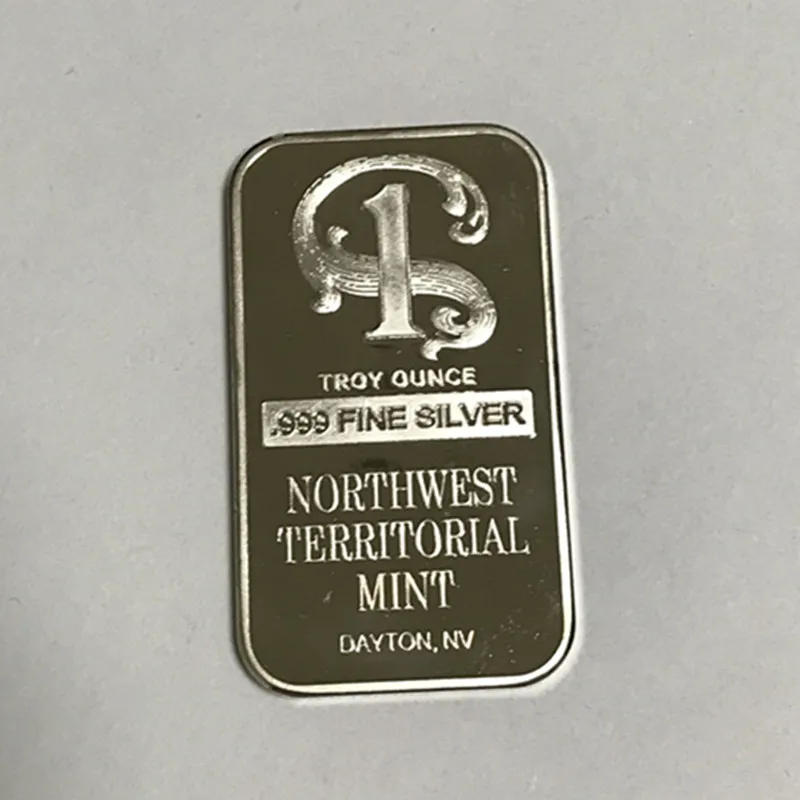 1
TROY OUNCE
.999 FINE SILVER
NORTHWEST
TERRITORIAL
MINT
DAYTON, NV